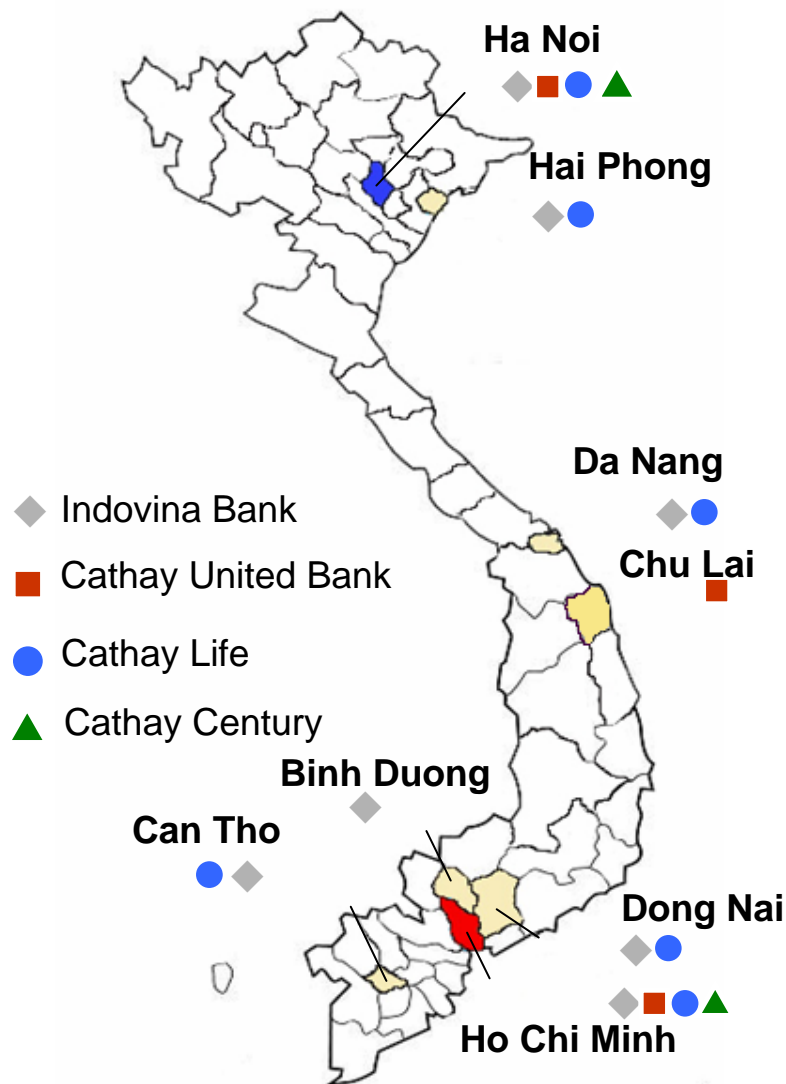 Ha Noi
Hai Phong
Da Nang
Indovina Bank
Chu Lai
Cathay United Bank
Cathay Life
Cathay Century
Binh Duong
Can Tho
Dong Nai
Ho Chi Minh